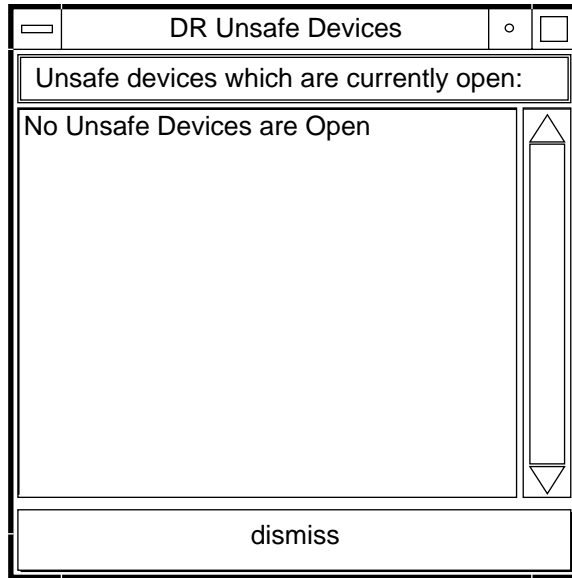 DR Unsafe Devices
Unsafe devices which are currently open:
No Unsafe Devices are Open
dismiss